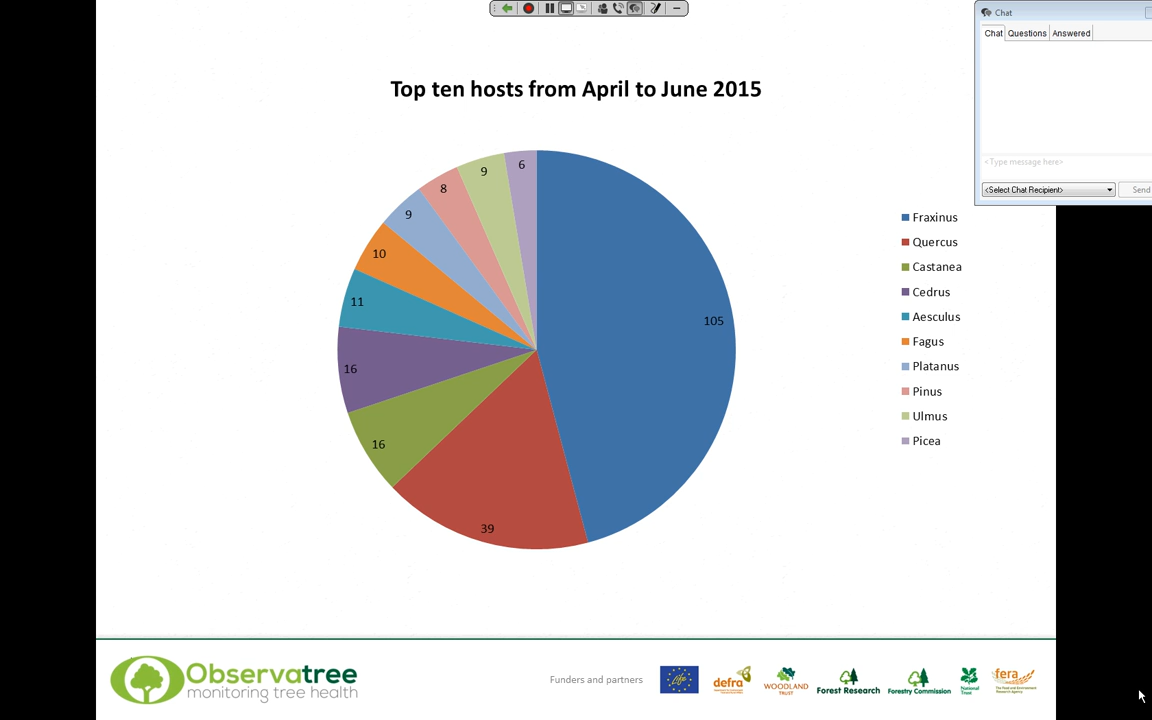 Chat
Chat Questions Answered
<Type message here>
<Select Chat Recipient> Send
Top ten hosts from April to June 2015
6
9
8
9
10
11
16
16
39
105
Fraxinus
Quercus
Castanea
Cedrus
Aesculus
Fagus
Platanus
Pinus
Ulmus
Picea
Observatree
monitoring tree health
Funders and partners
defra
WOODLAND
TRUST
Forest Research
Forestry Commission
National
Trust
fera